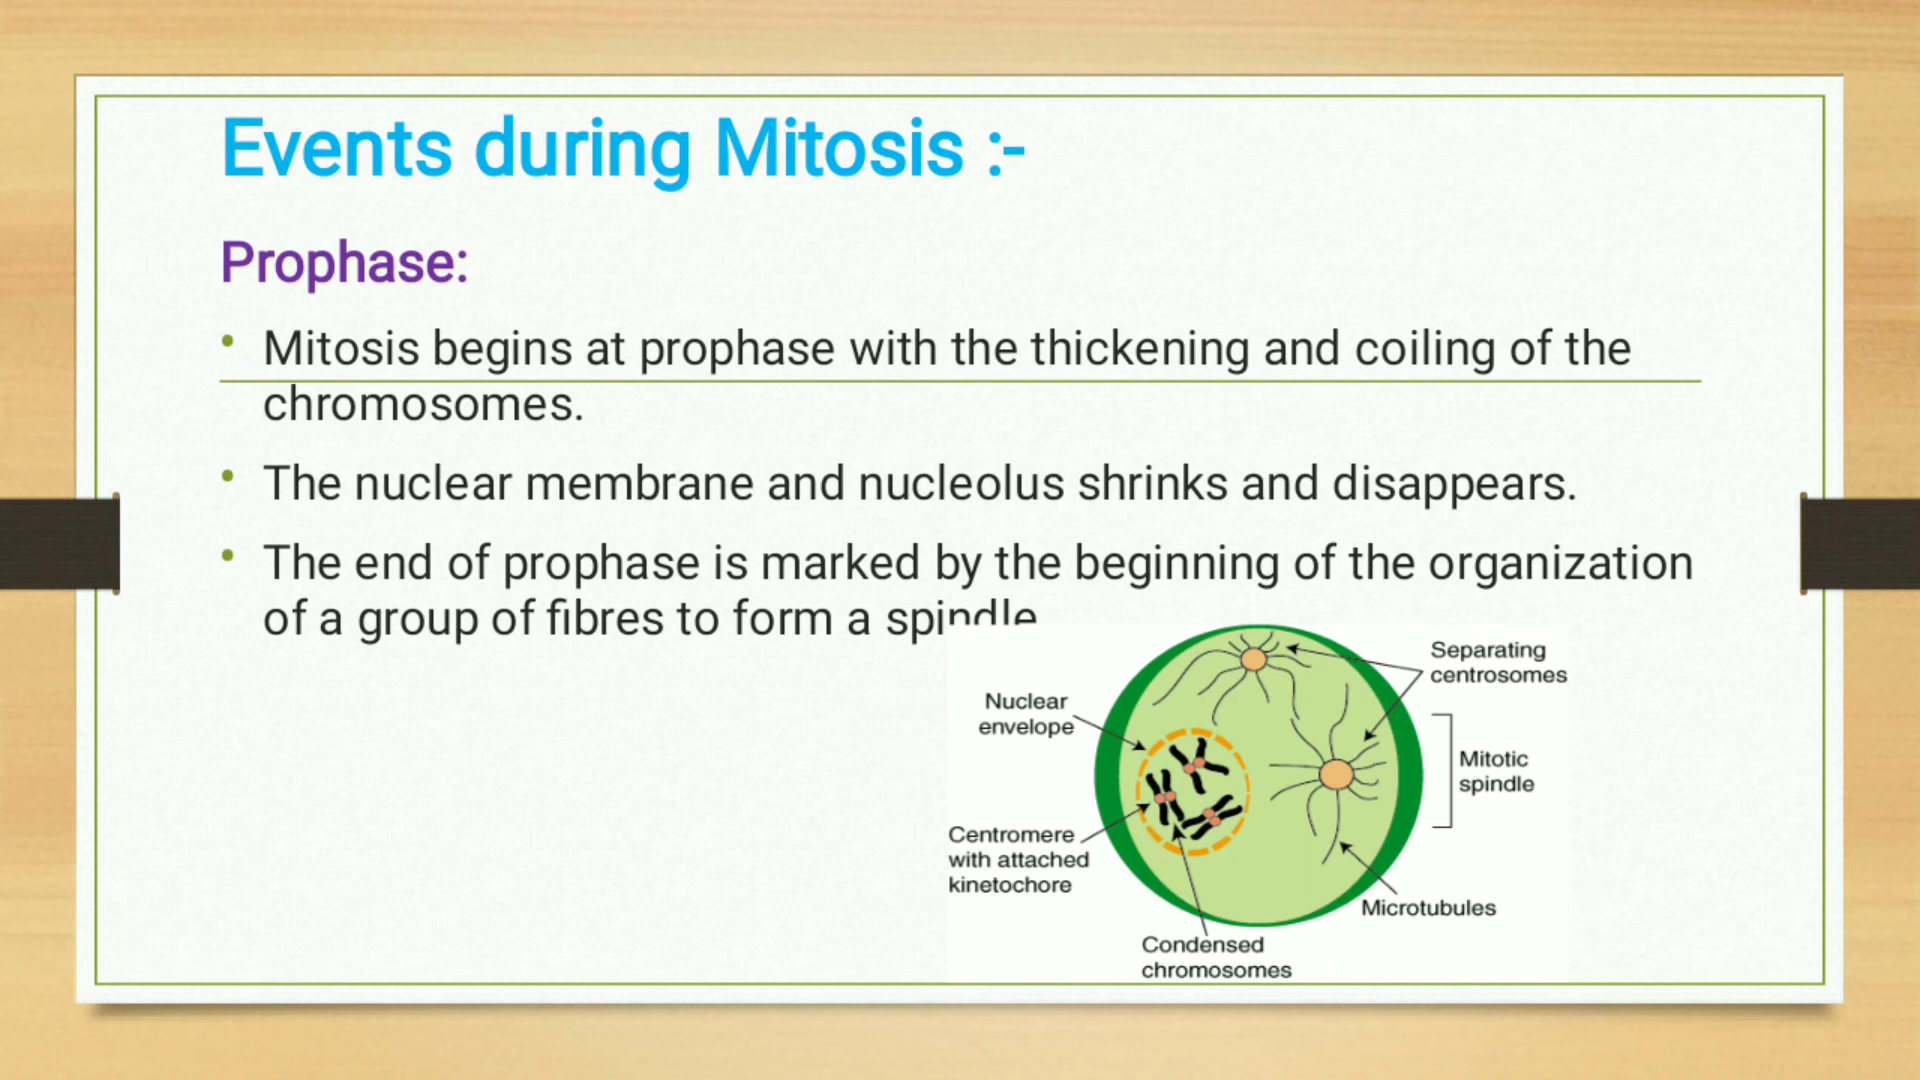 Events during Mitosis :-
Prophase:
• Mitosis begins at prophase with the thickening and coiling of the
chromosomes.
• The nuclear membrane and nucleolus shrinks and disappears.
• The end of prophase is marked by the beginning of the organization
of a group of fibres to form a spindle
Separating
centrosomes
Nuclear
envelope
Mitotic
spindle
Centromere
with attached
kinetochore
Microtubules
Condensed
chromosomes